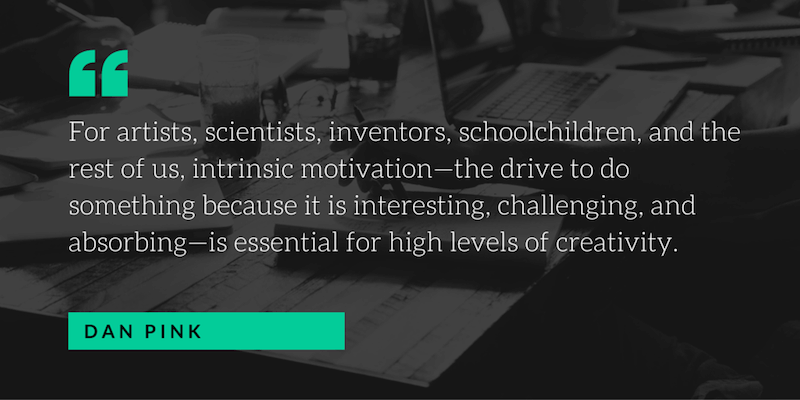 “
For artists, scientists, inventors, schoolchildren, and the
rest of us, intrinsic motivation—the drive to do
something because it is interesting, challenging, and
absorbing—is essential for high levels of creativity.
DAN PINK